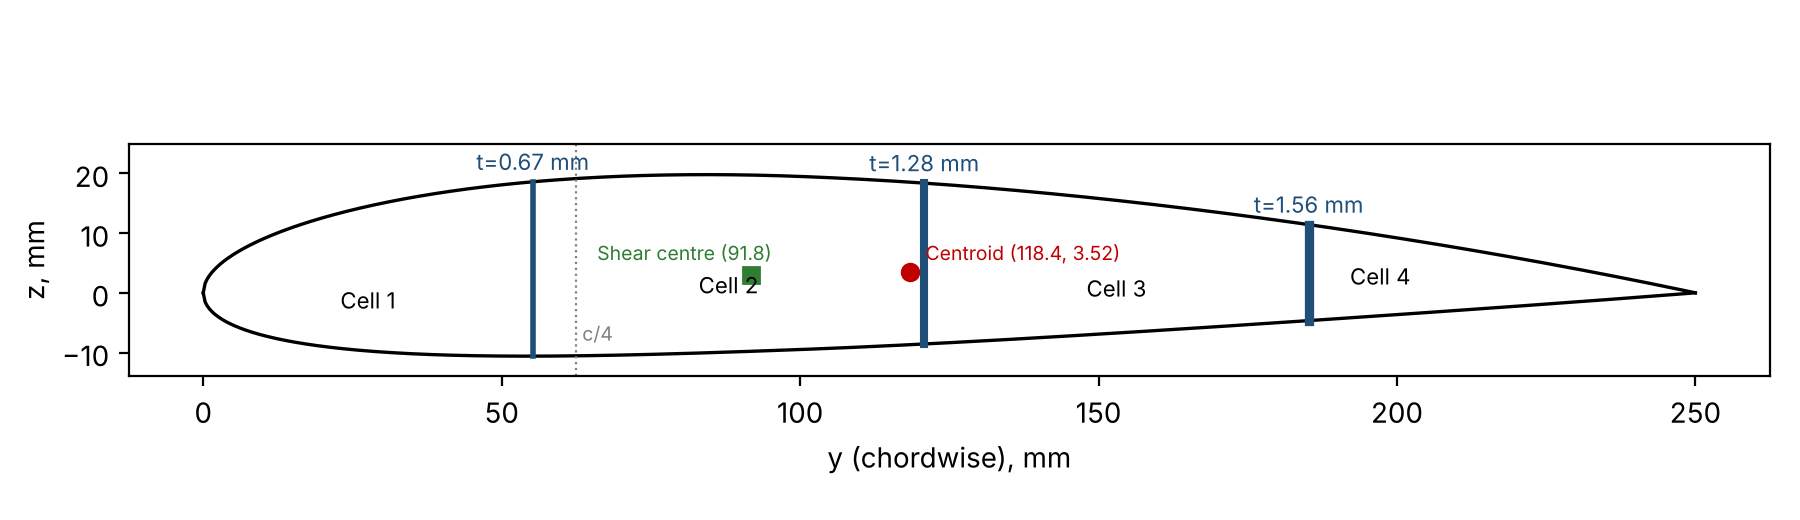 t=0.67 mm
t=1.28 mm
t=1.56 mm
Shear centre (91.8)
Centroid (118.4, 3.52)
Cell 1
Cell 2
Cell 3
Cell 4
c/4
20
10
0
−10
z, mm
0
50
100
150
200
250
y (chordwise), mm